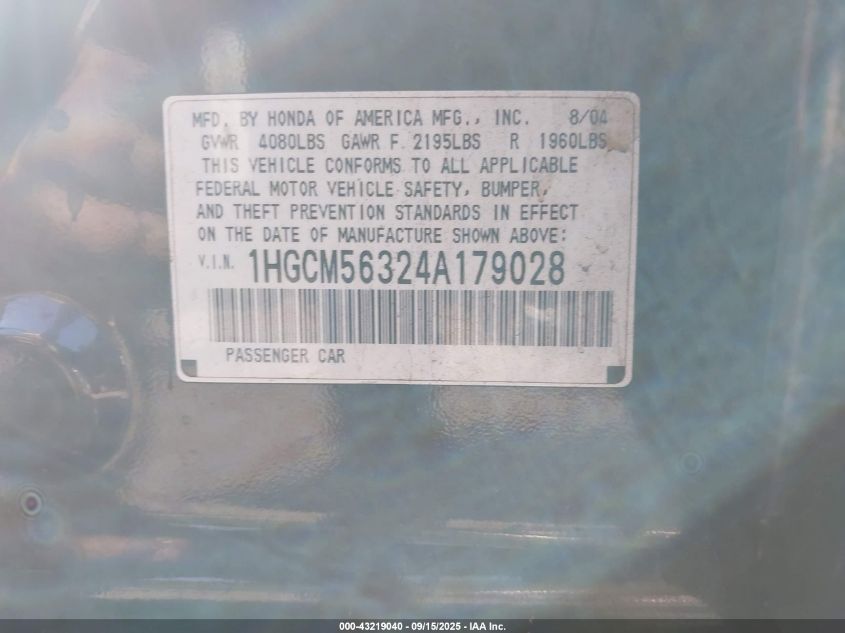 MFD. BY HONDA OF AMERICA MFG., INC. 8/04
GVWR 4080LBS GAWR F 2195LBS R 1960LBS
THIS VEHICLE CONFORMS TO ALL APPLICABLE
FEDERAL MOTOR VEHICLE SAFETY, BUMPER,
AND THEFT PREVENTION STANDARDS IN EFFECT
ON THE DATE OF MANUFACTURE SHOWN ABOVE:
V.I.N. 1HGCM56324A179028
PASSENGER CAR
000-43219040 - 09/15/2025 - IAA Inc.